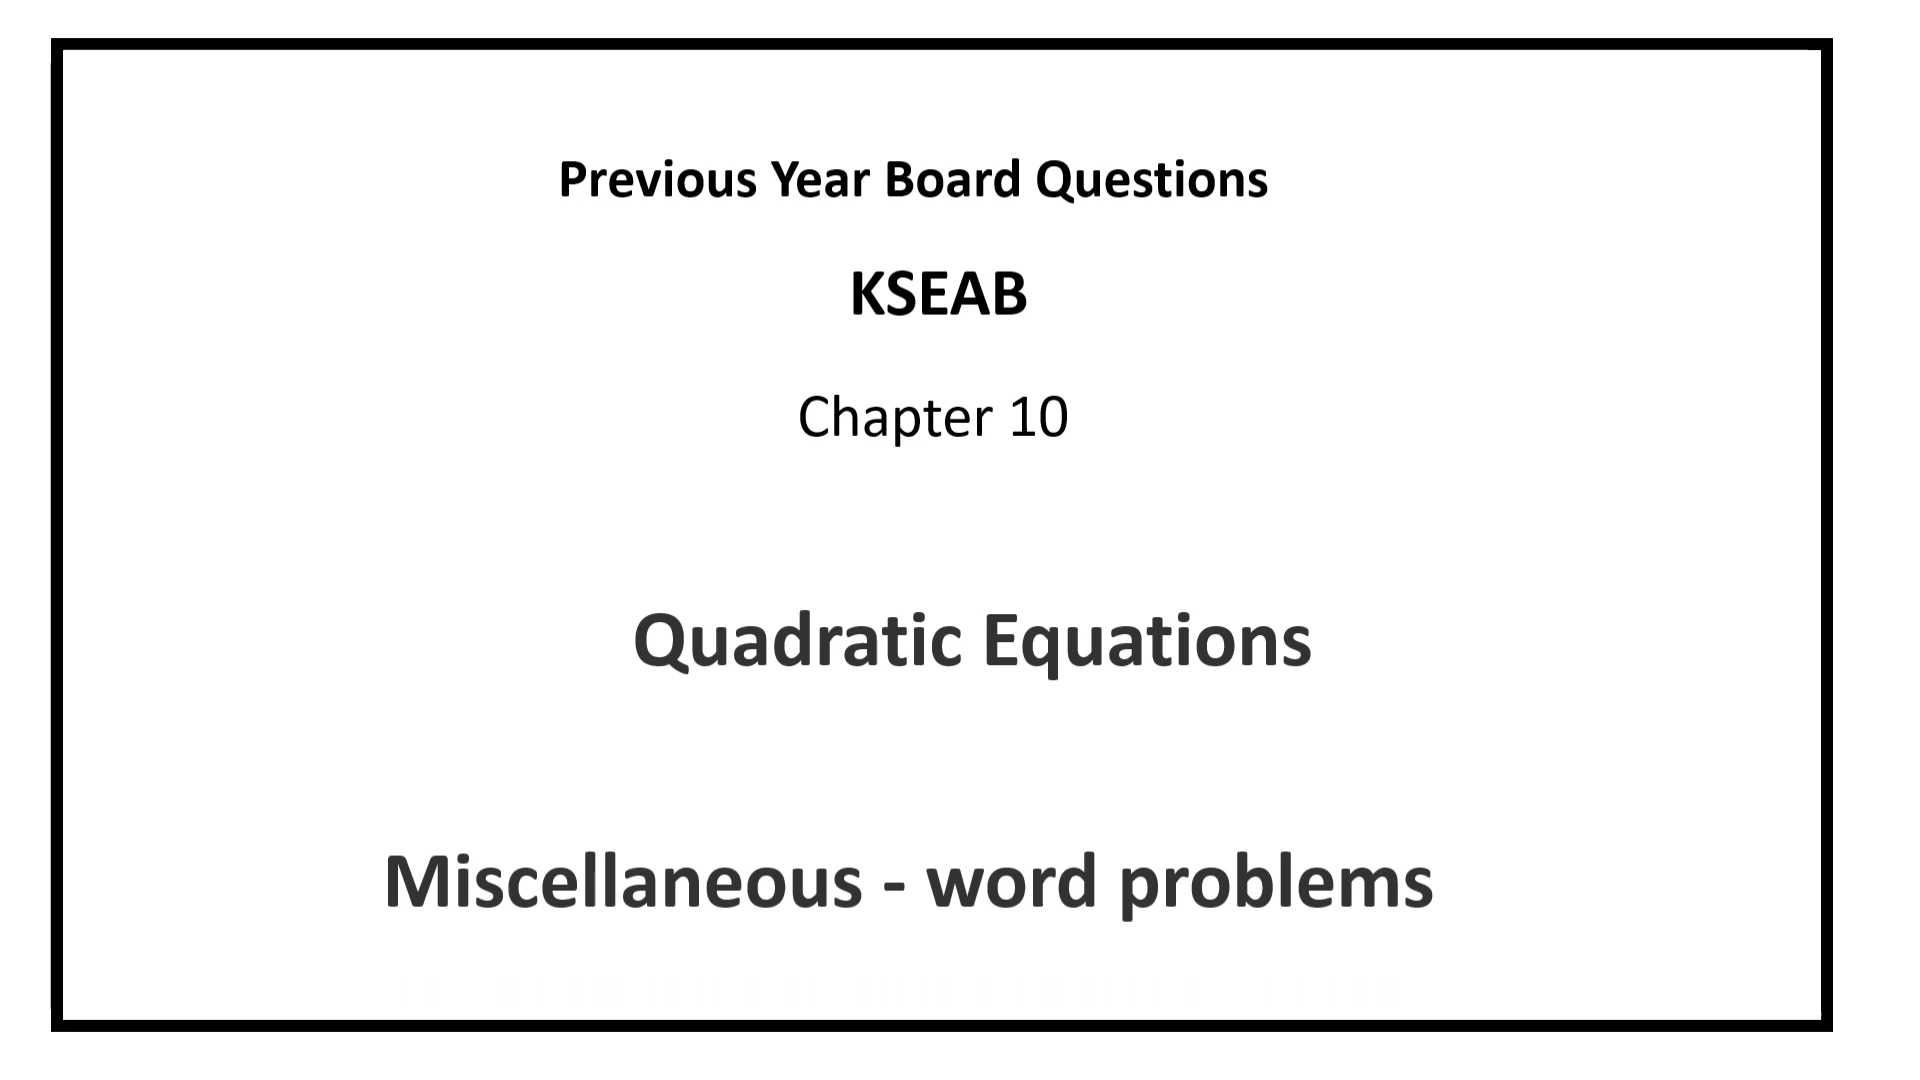 Previous Year Board Questions
KSEAB
Chapter 10
Quadratic Equations
Miscellaneous - word problems